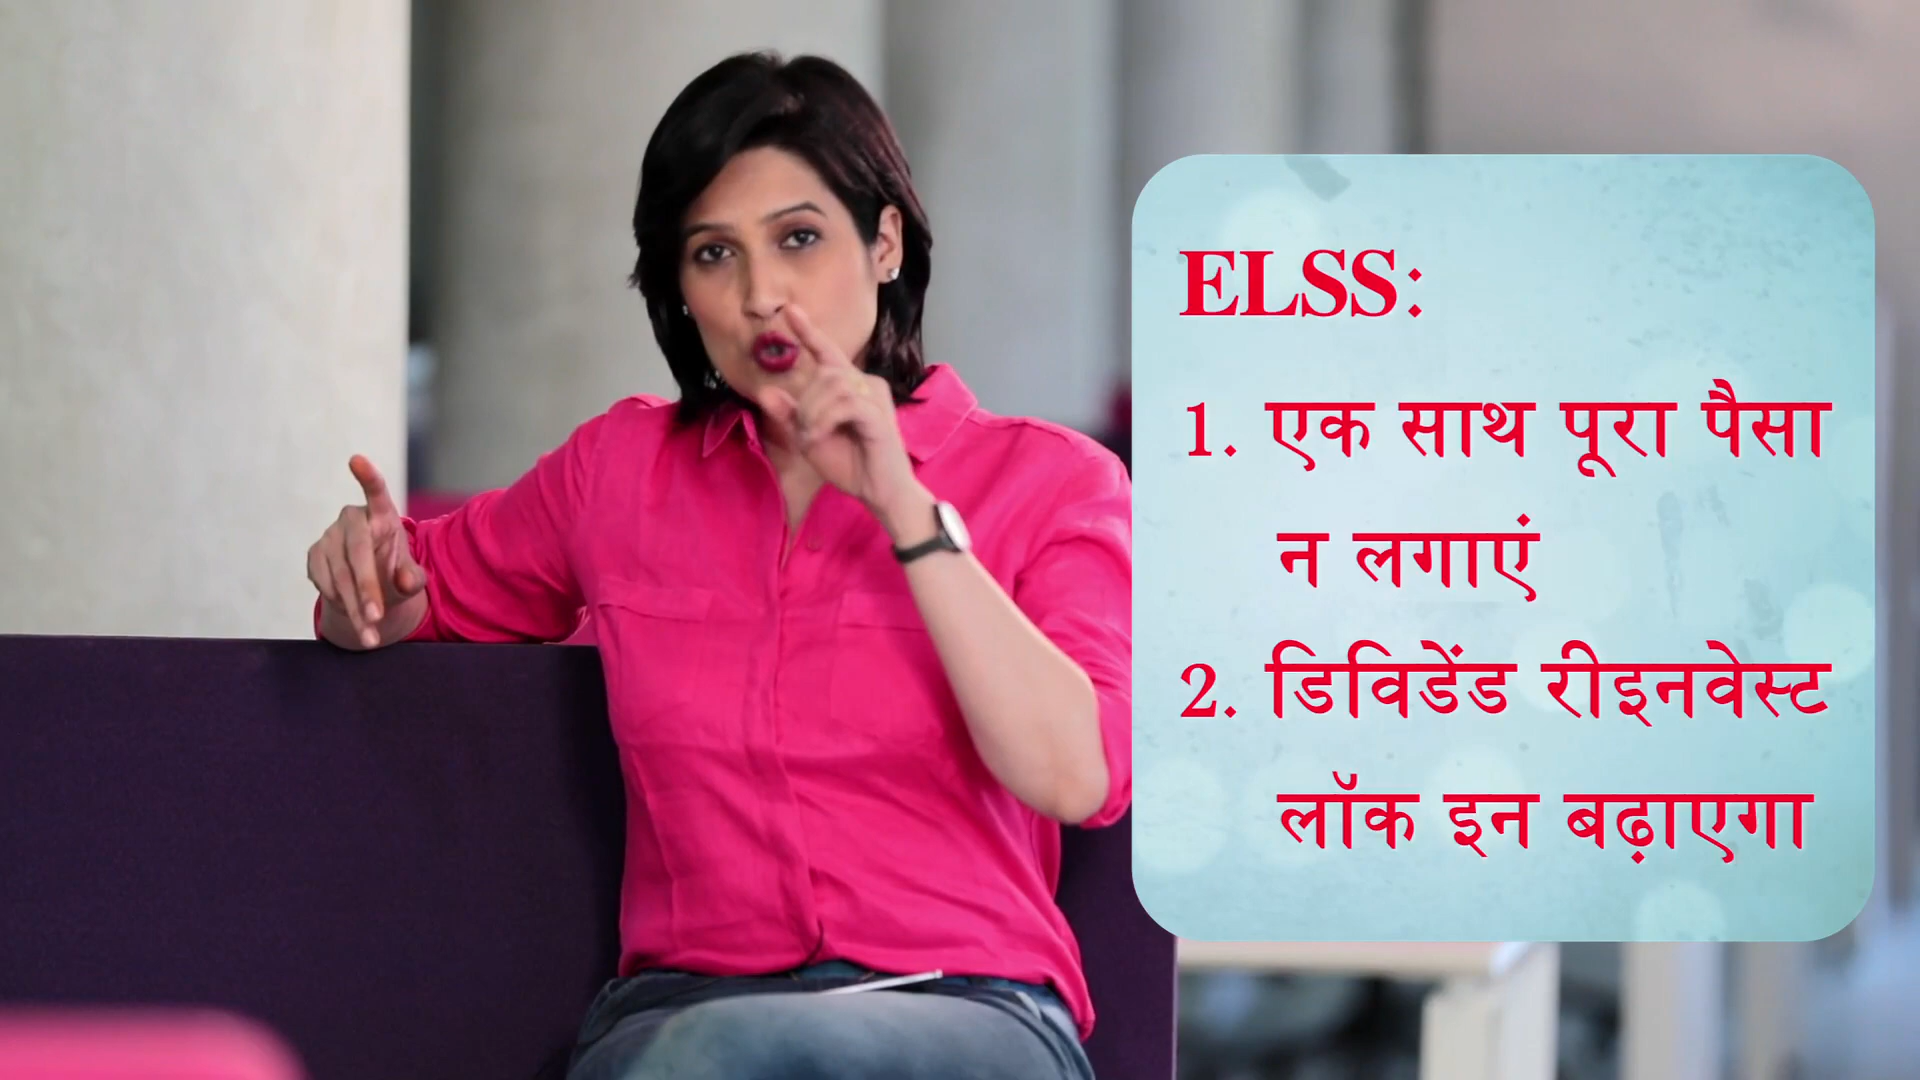 ELSS:
1. एक साथ पूरा पैसा
न लगाएं
2. डिविडेंड रीइनवेस्ट
लॉक इन बढ़ाएगा